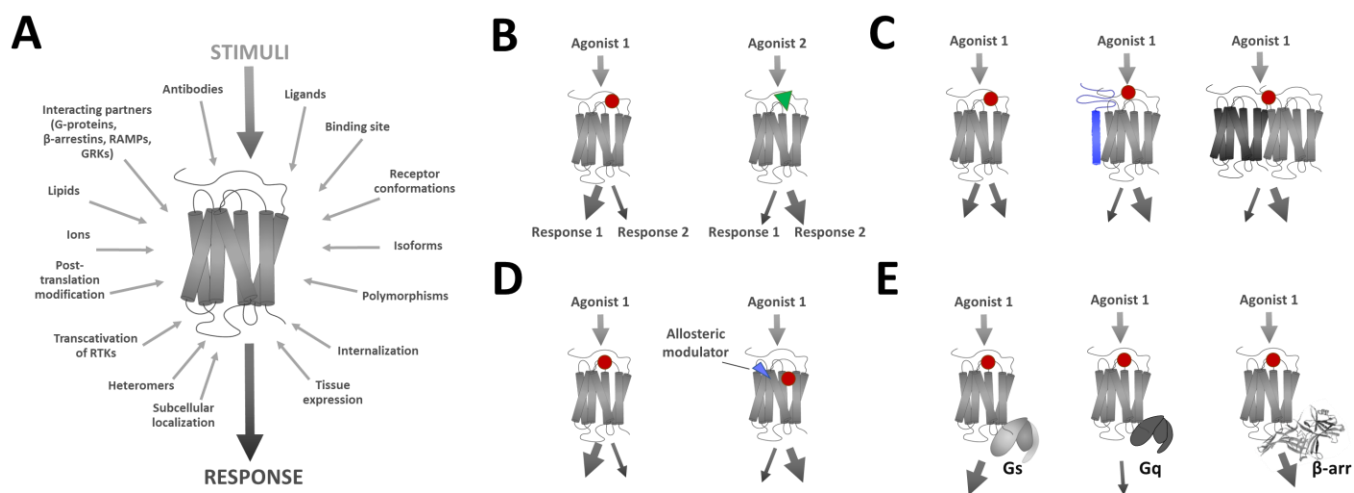 A
STIMULI
Antibodies
Ligands
Interacting partners
(G-proteins,
β-arrestins, RAMPs,
GRKs)
Binding site
Lipids
Receptor
conformations
Ions
Isoforms
Post-
translation
modification
Polymorphisms
Transcativation
of RTKs
Internalization
Heteromers
Tissue
expression
Subcellular
localization
RESPONSE
B
Agonist 1
Agonist 2
Response 1
Response 2
Response 1
Response 2
C
Agonist 1
Agonist 1
Agonist 1
D
Agonist 1
Agonist 1
Allosteric
modulator
E
Agonist 1
Agonist 1
Agonist 1
Gs
Gq
β-arr